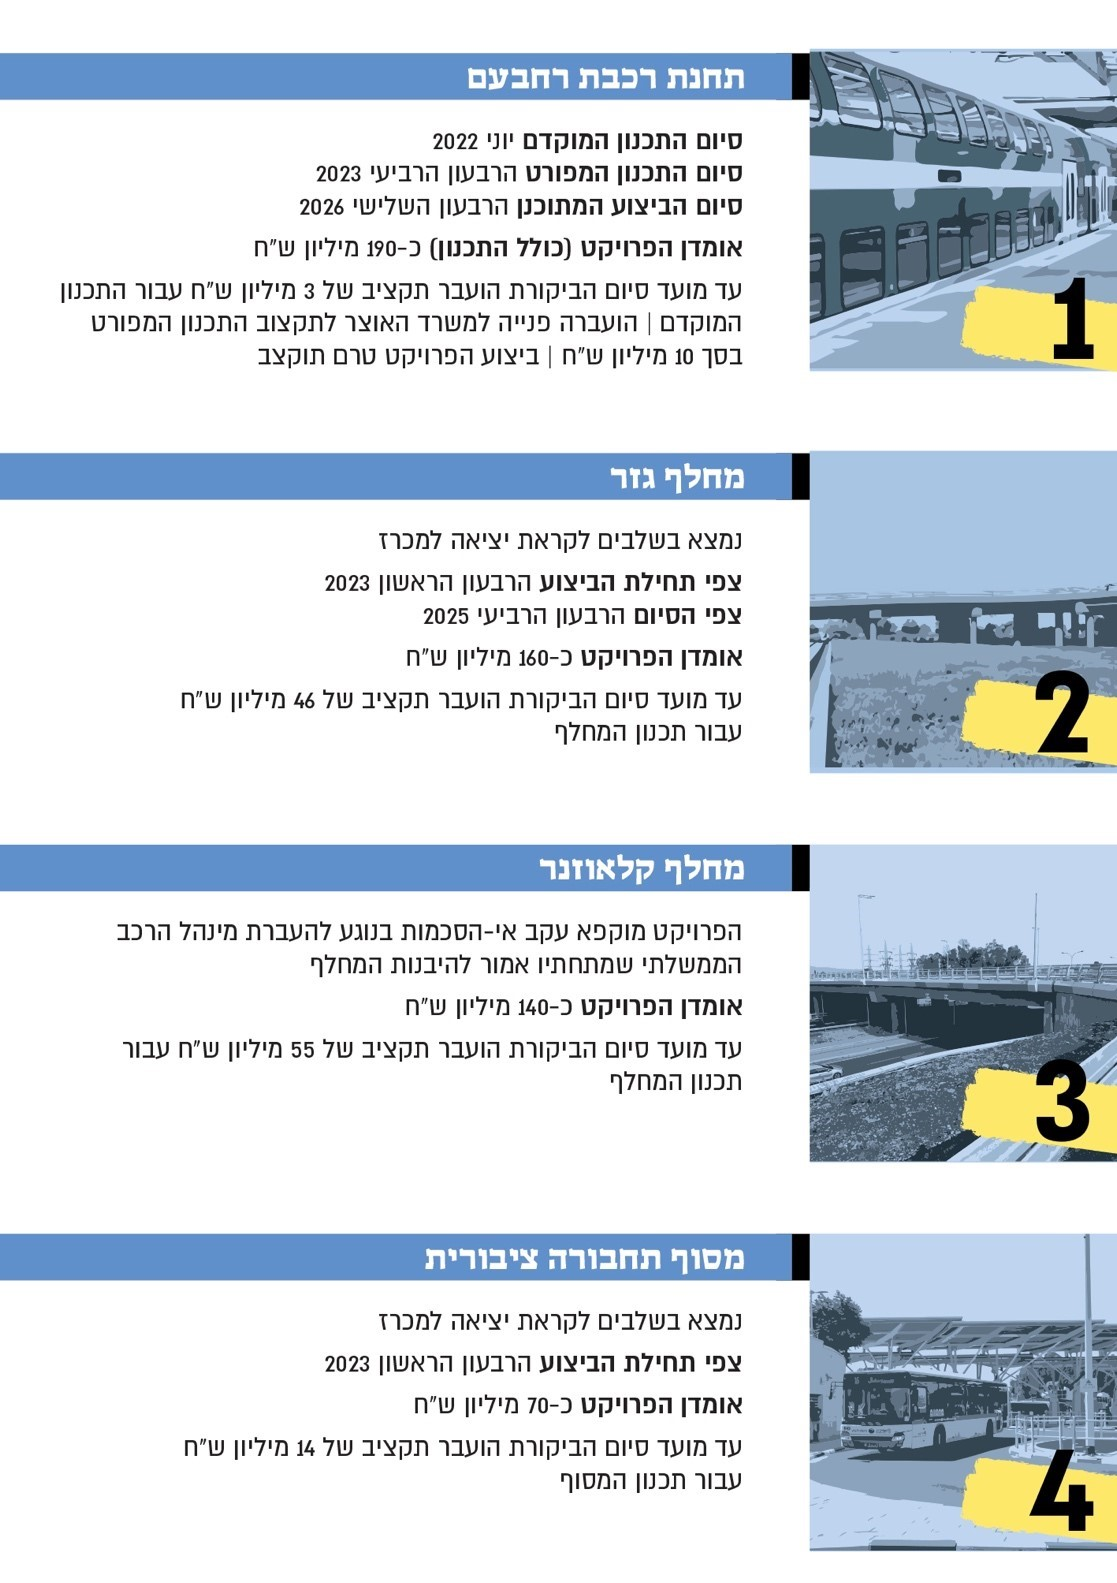 תחנת רכבת רחבעם
סיום התכנון המוקדם יוני 2022
סיום התכנון המפורט הרבעון הרביעי 2023
סיום הביצוע המתוכנן הרבעון השלישי 2026
אומדן הפרויקט (כולל התכנון) כ-190 מיליון ש"ח
עד מועד סיום הביקורת הועבר תקציב של 3 מיליון ש"ח עבור התכנון
המוקדם | הועברה פנייה למשרד האוצר לתקצוב התכנון המפורט
בסך 10 מיליון ש"ח | ביצוע הפרויקט טרם תוקצב
1
מחלף גזר
נמצא בשלבים לקראת יציאה למכרז
צפי תחילת הביצוע הרבעון הראשון 2023
צפי הסיום הרבעון הרביעי 2025
אומדן הפרויקט כ-160 מיליון ש"ח
עד מועד סיום הביקורת הועבר תקציב של 46 מיליון ש"ח
עבור תכנון המחלף
2
מחלף קלאוזנר
הפרויקט מוקפא עקב אי-הסכמות בנוגע להעברת מינהל הרכב
הממשלתי שמתחתיו אמור להיבנות המחלף
אומדן הפרויקט כ-140 מיליון ש"ח
עד מועד סיום הביקורת הועבר תקציב של 55 מיליון ש"ח עבור
תכנון המחלף
3
מסוף תחבורה ציבורית
נמצא בשלבים לקראת יציאה למכרז
צפי תחילת הביצוע הרבעון הראשון 2023
אומדן הפרויקט כ-70 מיליון ש"ח
עד מועד סיום הביקורת הועבר תקציב של 14 מיליון ש"ח
עבור תכנון המסוף
4